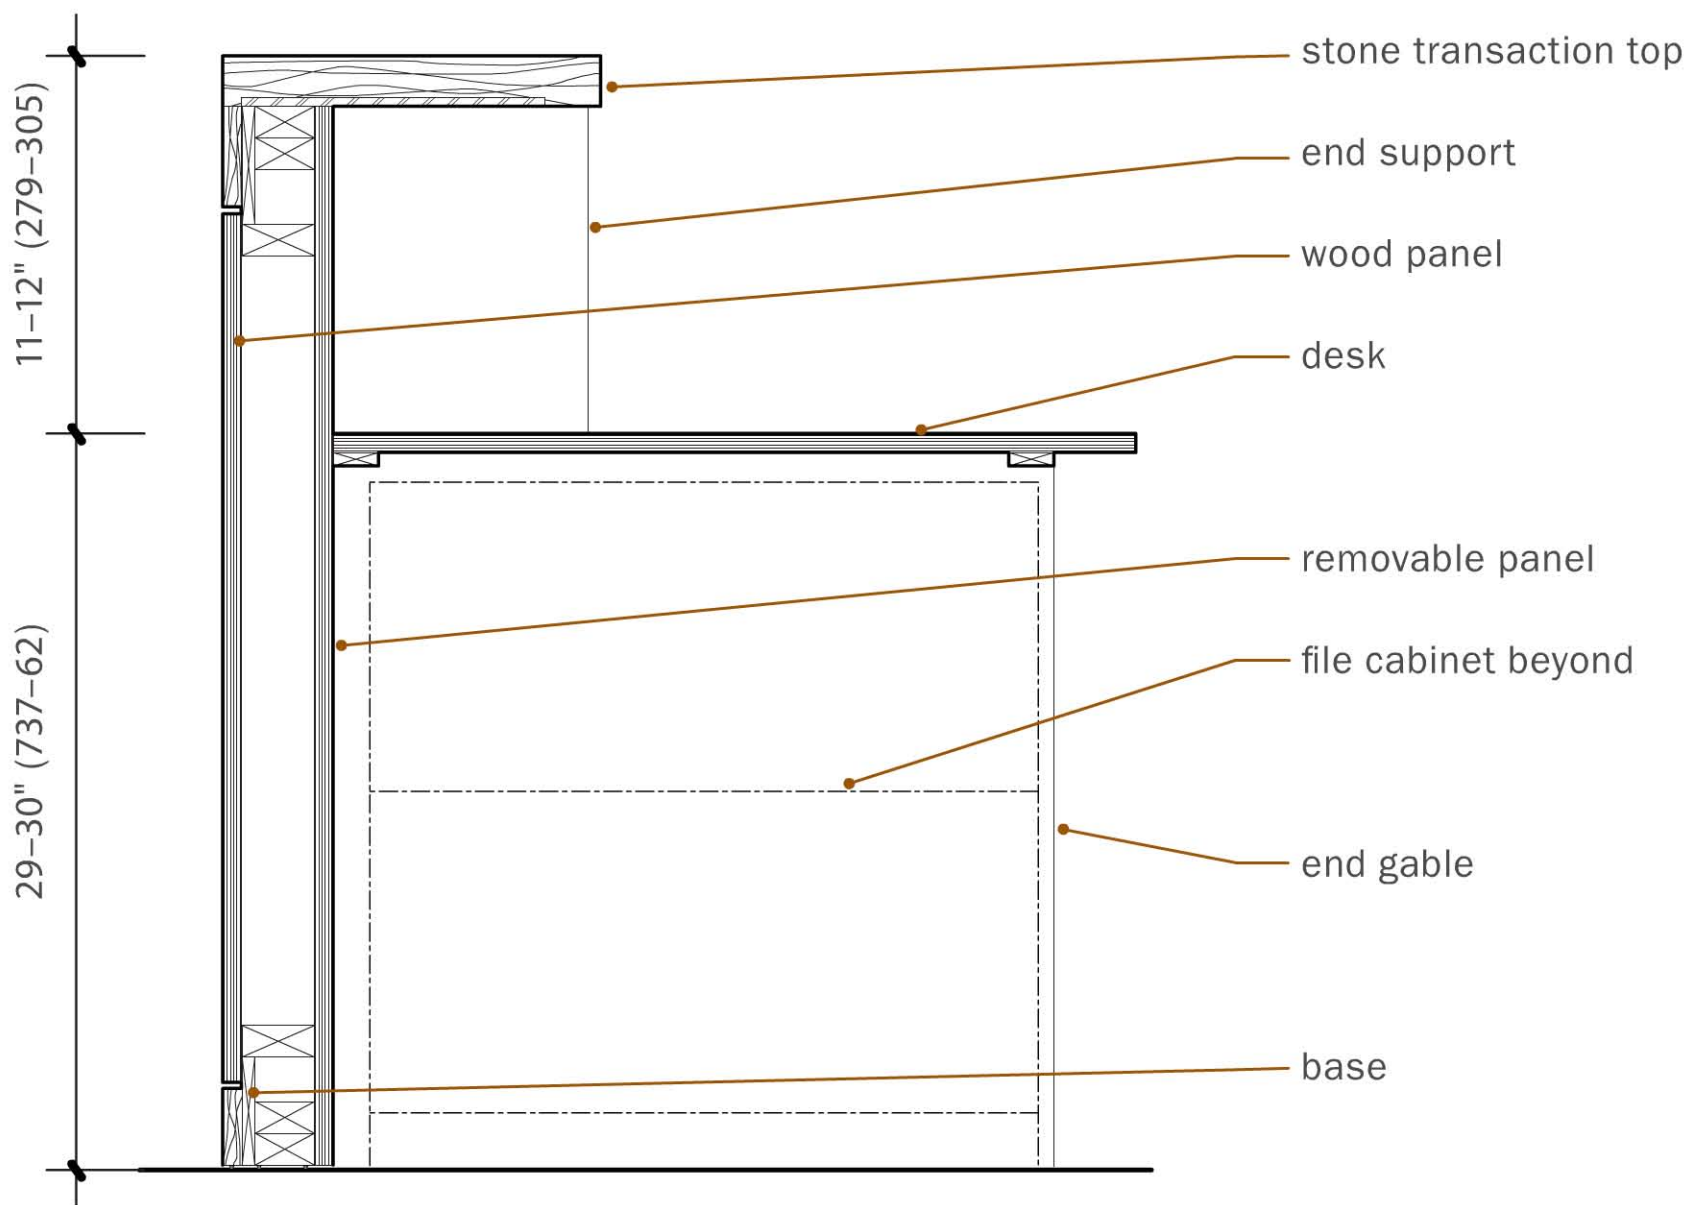 stone transaction top
end support
wood panel
desk
removable panel
file cabinet beyond
end gable
base
11–12" (279–305)
29–30" (737–62)